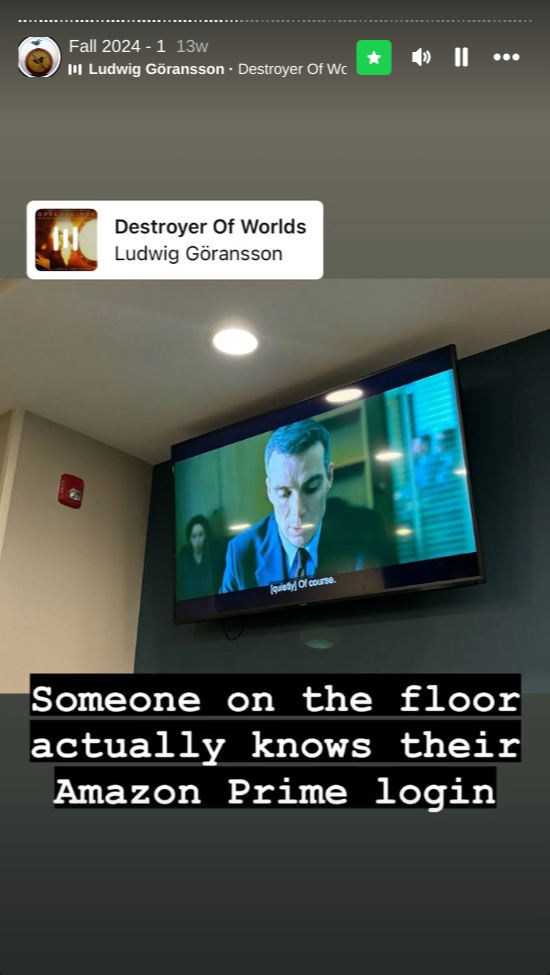 Fall 2024 - 1 13w
Ludwig Göransson · Destroyer Of Wo
Destroyer Of Worlds
Ludwig Göransson
[quietly] Of course.
Someone on the floor
actually knows their
Amazon Prime login